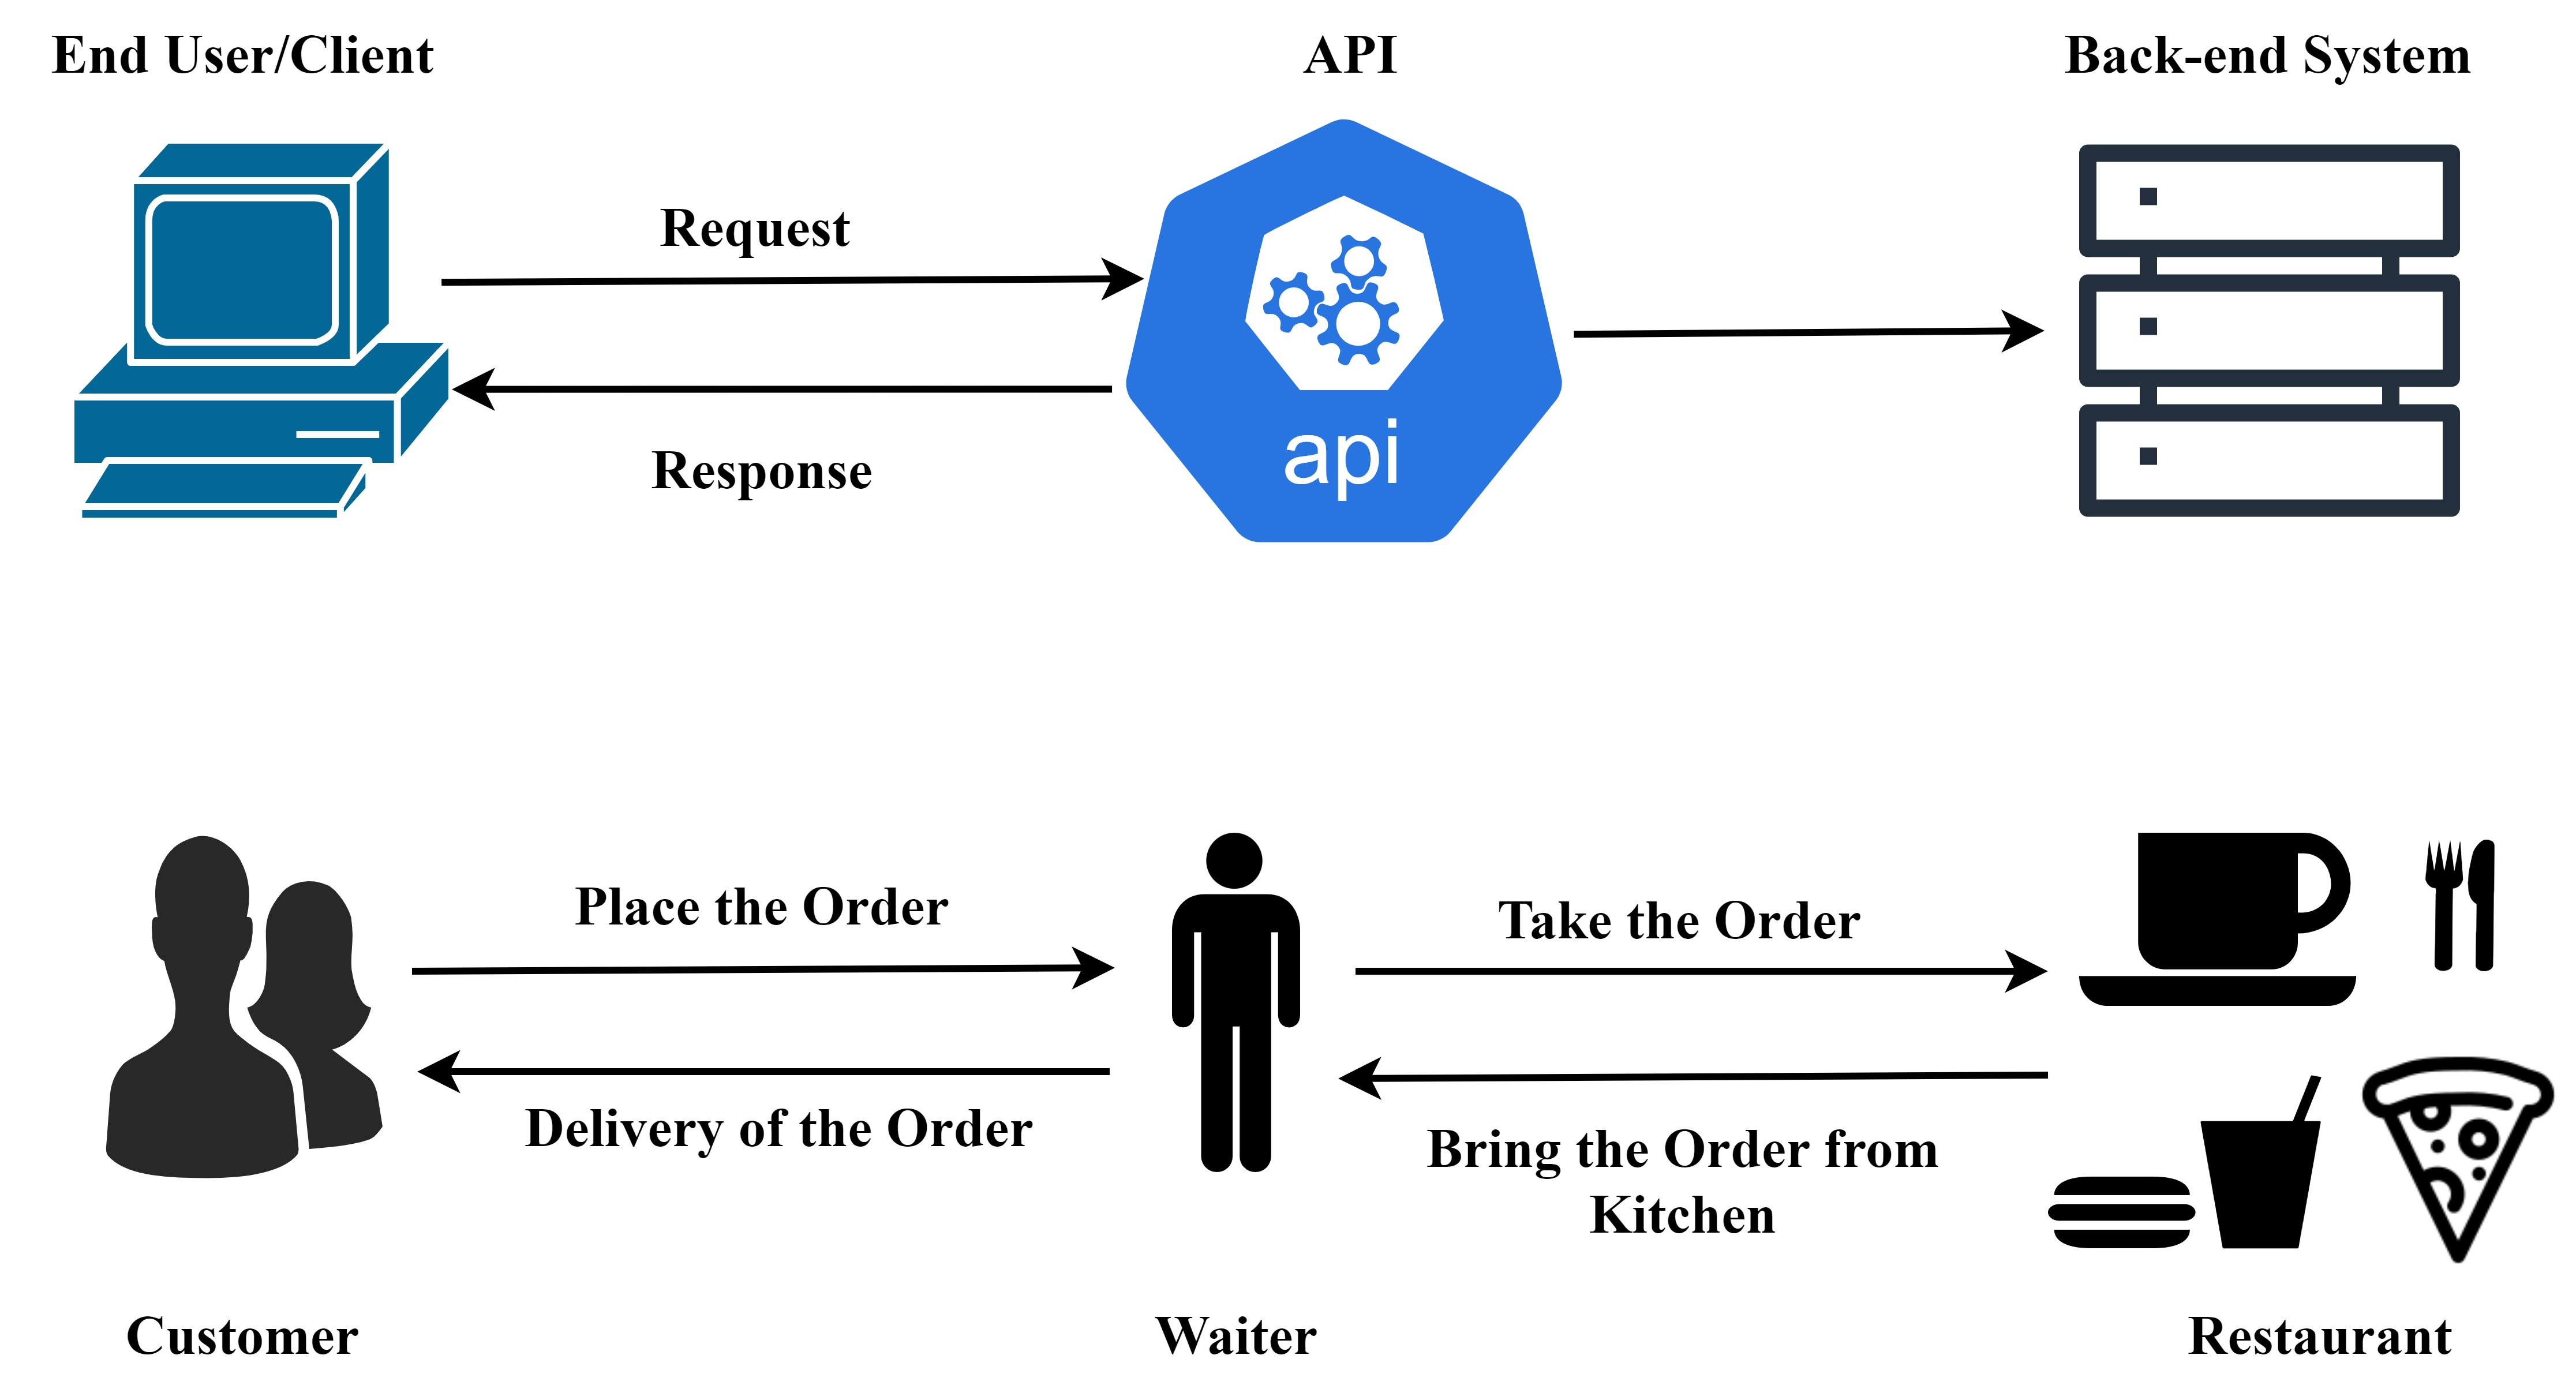 End User/Client
API
Back-end System
Request
Response
api
Place the Order
Take the Order
Delivery of the Order
Bring the Order from
Kitchen
Customer
Waiter
Restaurant